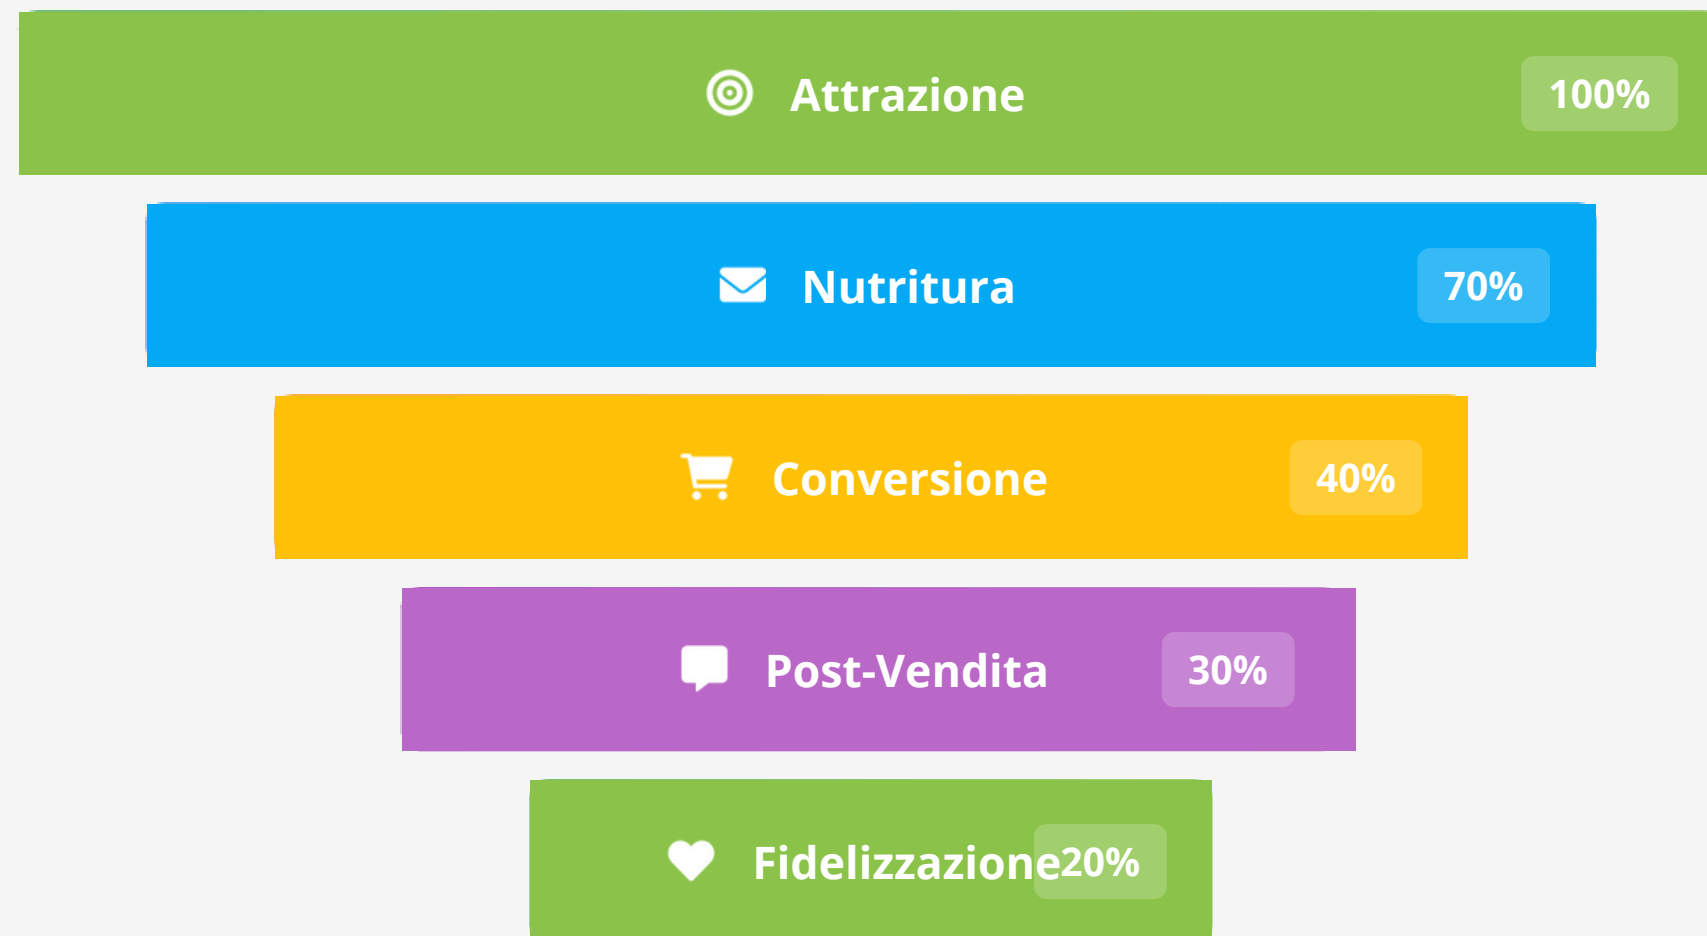 Attrazione 100%
Nutritura 70%
Conversione 40%
Post-Vendita 30%
Fidelizzazione 20%